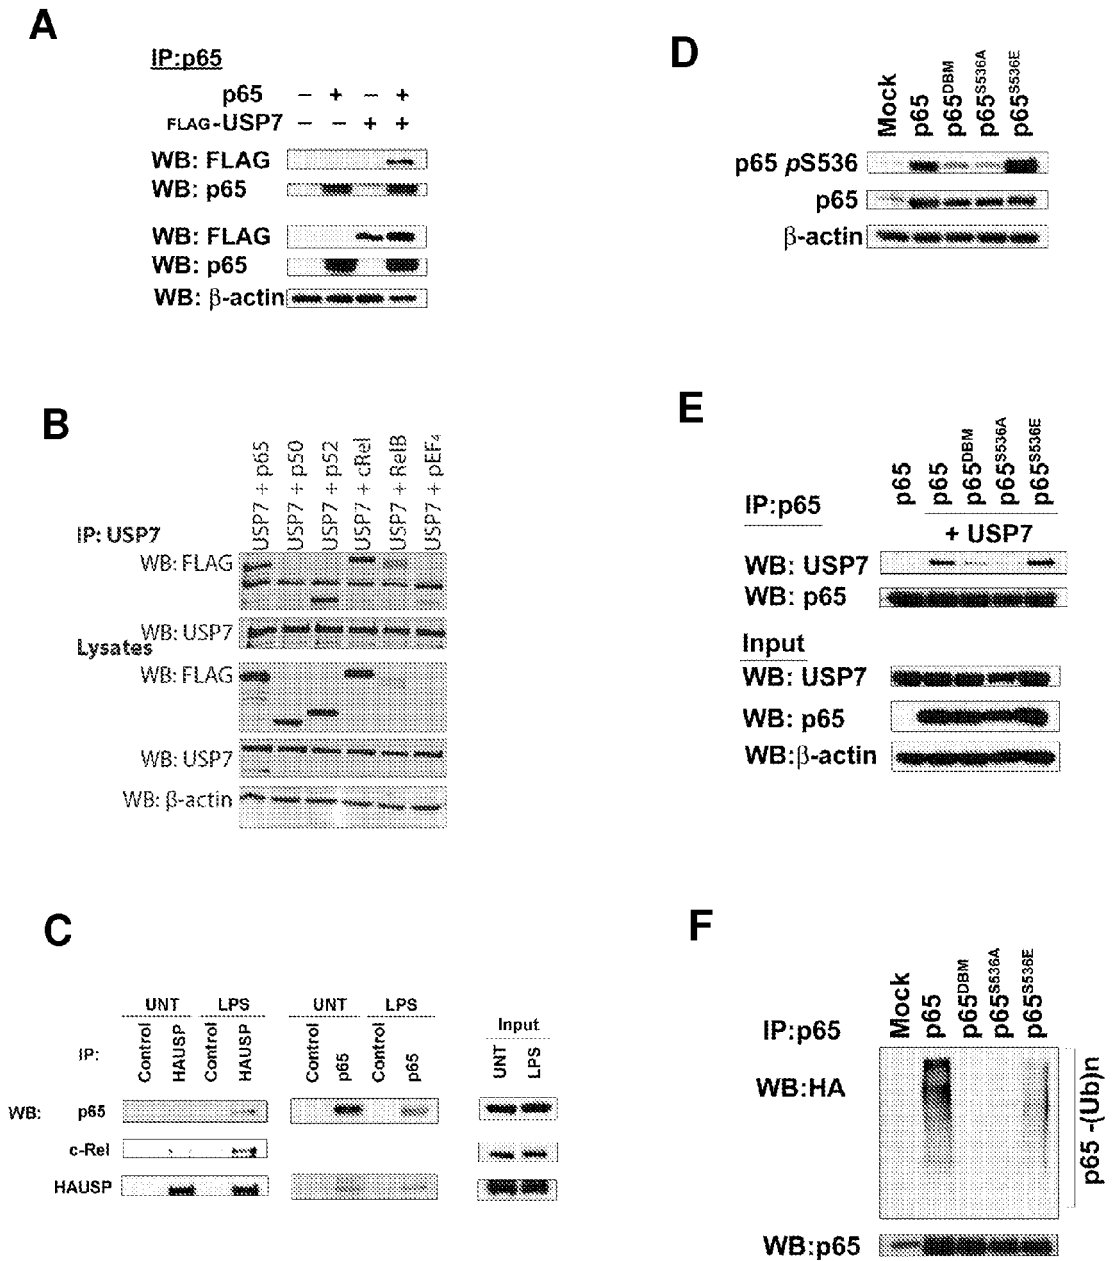 A
IP:p65
p65 – + – +
FLAG-USP7 – – + +
WB: FLAG
WB: p65
WB: FLAG
WB: p65
WB: β-actin
B
USP7 + p65
USP7 + p50
USP7 + p52
USP7 + cRel
USP7 + RelB
USP7 + pEF4
IP: USP7
WB: FLAG
WB: USP7
Lysates
WB: FLAG
WB: USP7
WB: β-actin
C
UNT LPS UNT LPS Input
IP: Control HAUSP Control HAUSP Control p65 Control p65 UNT LPS
WB: p65
c-Rel
HAUSP
D
Mock p65 p65DBM p65S536A p65S536E
p65 pS536
p65
β-actin
E
p65 p65 p65DBM p65S536A p65S536E
IP:p65
+ USP7
WB: USP7
WB: p65
Input
WB: USP7
WB: p65
WB:β-actin
F
Mock p65 p65DBM p65S536A p65S536E
IP:p65
WB:HA
p65 -(Ub)n
WB:p65